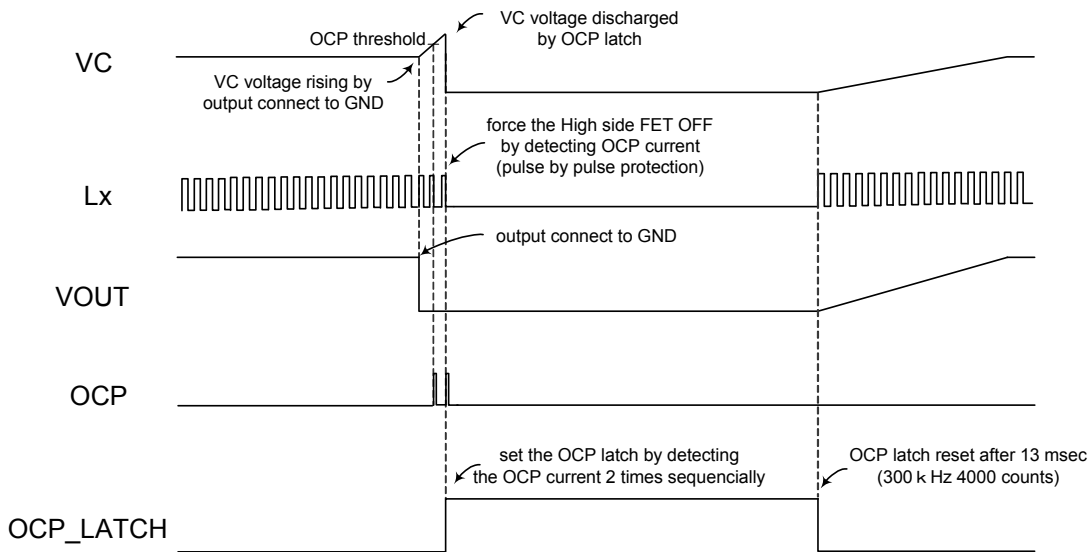 VC voltage discharged
by OCP latch
OCP threshold
VC
VC voltage rising by
output connect to GND
force the High side FET OFF
by detecting OCP current
(pulse by pulse protection)
Lx
output connect to GND
VOUT
OCP
set the OCP latch by detecting
the OCP current 2 times sequencially
OCP latch reset after 13 msec
(300 k Hz 4000 counts)
OCP_LATCH